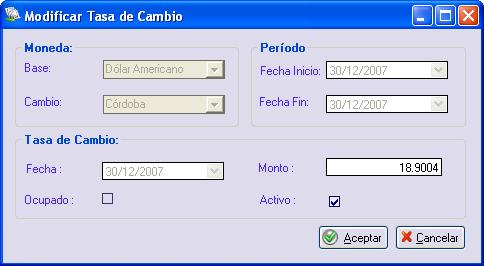 Modificar Tasa de Cambio
Moneda:
Base: Dólar Americano
Cambio: Córdoba
Período
Fecha Inicio: 30/12/2007
Fecha Fin: 30/12/2007
Tasa de Cambio:
Fecha : 30/12/2007
Monto : 18.9004
Ocupado :
Activo :
Aceptar
Cancelar